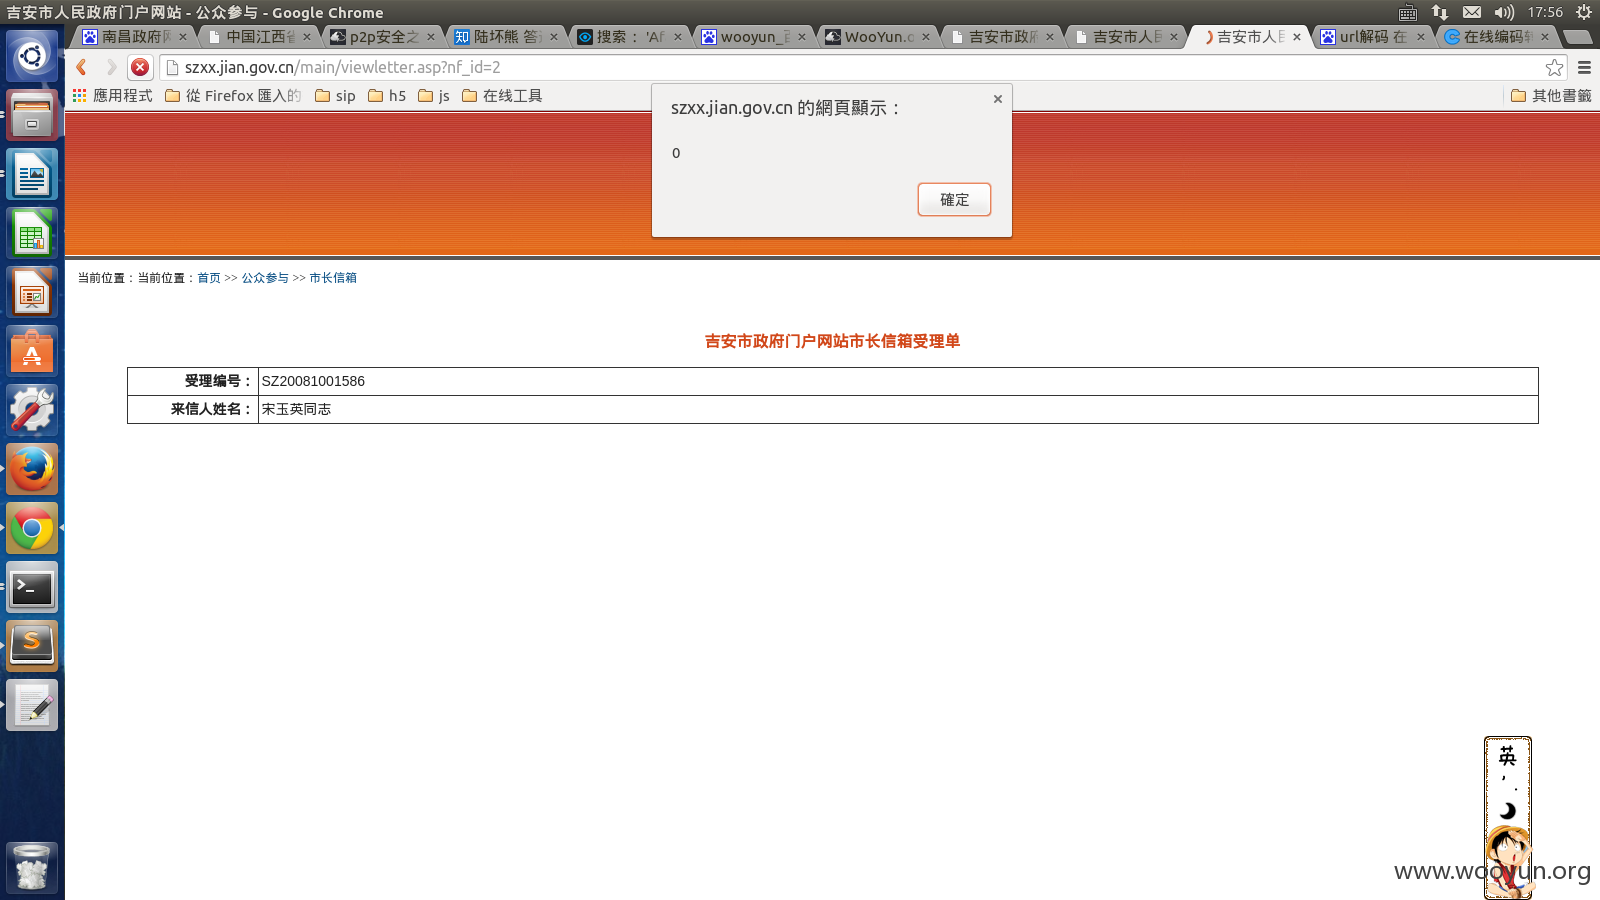 吉安市人民政府门户网站 - 公众参与 - Google Chrome
17:56
南昌政府网
中国江西省
p2p安全之
陆坏熊 答
搜索： 'Af
wooyun_百
WooYun.o
吉安市政府
吉安市人民
吉安市人民
url解码 在
在线编码转
szxx.jian.gov.cn/main/viewletter.asp?nf_id=2
應用程式
從 Firefox 匯入的
sip
h5
js
在线工具
其他書籤
szxx.jian.gov.cn 的網頁顯示：
0
確定
当前位置：当前位置：首页 >> 公众参与 >> 市长信箱
吉安市政府门户网站市长信箱受理单
受理编号： SZ20081001586
来信人姓名： 宋玉英同志
英
www.wooyun.org